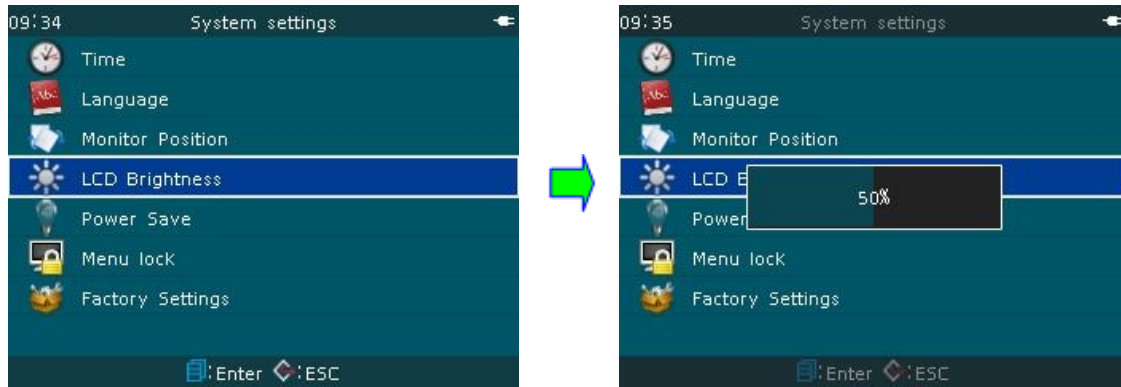 09:34 System settings
Time
Language
Monitor Position
LCD Brightness
Power Save
Menu lock
Factory Settings
:Enter :ESC
09:35 System settings
Time
Language
Monitor Position
LCD B
50%
Power
Menu lock
Factory Settings
:Enter :ESC